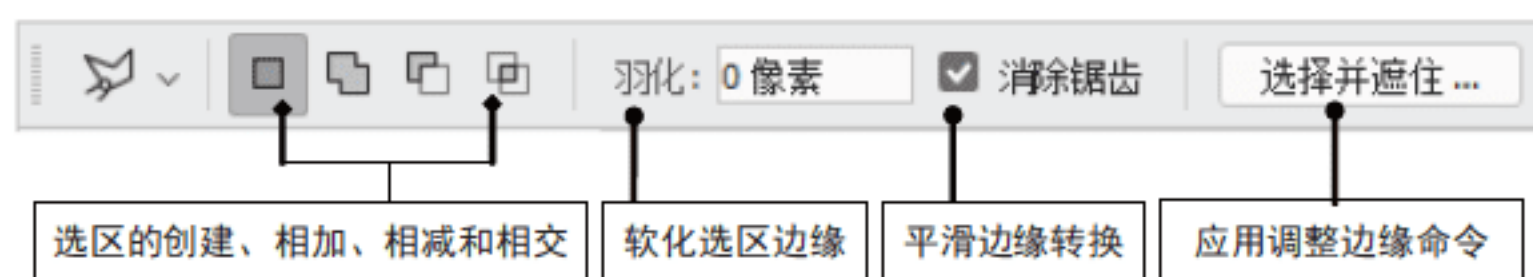 羽化： 0 像素 消除锯齿 选择并遮住 ...
选区的创建、相加、相减和相交 软化选区边缘 平滑边缘转换 应用调整边缘命令